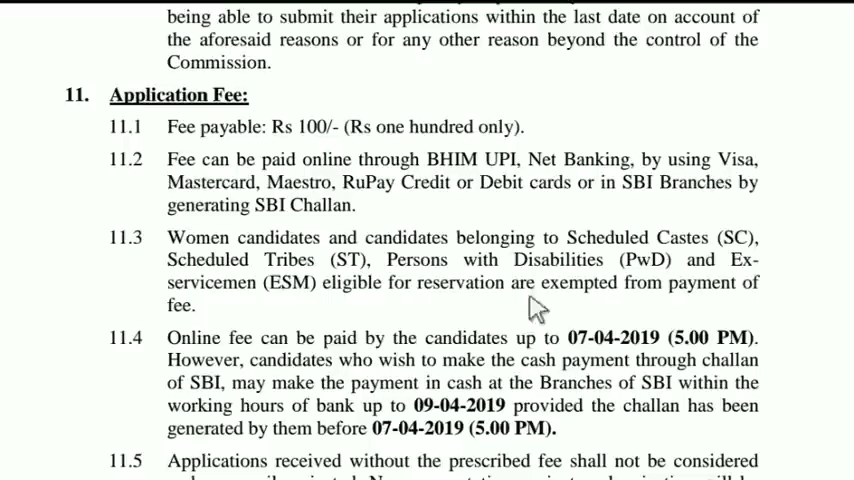 being able to submit their applications within the last date on account of
the aforesaid reasons or for any other reason beyond the control of the
Commission.
11. Application Fee:
11.1 Fee payable: Rs 100/- (Rs one hundred only).
11.2 Fee can be paid online through BHIM UPI, Net Banking, by using Visa,
Mastercard, Maestro, RuPay Credit or Debit cards or in SBI Branches by
generating SBI Challan.
11.3 Women candidates and candidates belonging to Scheduled Castes (SC),
Scheduled Tribes (ST), Persons with Disabilities (PwD) and Ex-
servicemen (ESM) eligible for reservation are exempted from payment of
fee.
11.4 Online fee can be paid by the candidates up to 07-04-2019 (5.00 PM).
However, candidates who wish to make the cash payment through challan
of SBI, may make the payment in cash at the Branches of SBI within the
working hours of bank up to 09-04-2019 provided the challan has been
generated by them before 07-04-2019 (5.00 PM).
11.5 Applications received without the prescribed fee shall not be considered